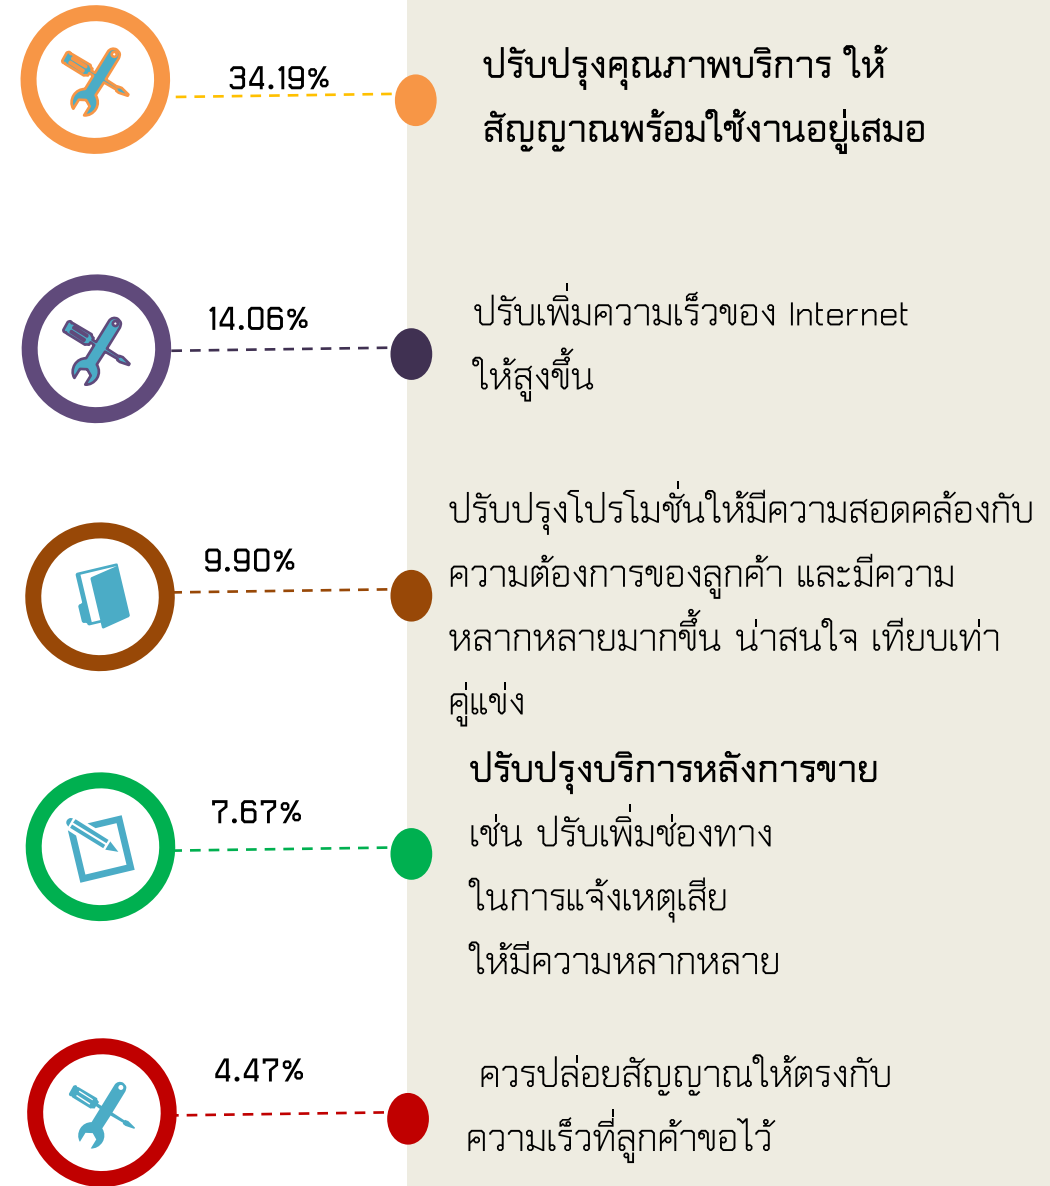 34.19%
ปรับปรุงคุณภาพบริการ ให้
สัญญาณพร้อมใช้งานอยู่เสมอ
14.06%
ปรับเพิ่มความเร็วของ Internet
ให้สูงขึ้น
9.90%
ปรับปรุงโปรโมชั่นให้มีความสอดคล้องกับ
ความต้องการของลูกค้า และมีความ
หลากหลายมากขึ้น น่าสนใจ เทียบเท่า
คู่แข่ง
7.67%
ปรับปรุงบริการหลังการขาย
เช่น ปรับเพิ่มช่องทาง
ในการแจ้งเหตุเสีย
ให้มีความหลากหลาย
4.47%
ควรปล่อยสัญญาณให้ตรงกับ
ความเร็วที่ลูกค้าขอไว้